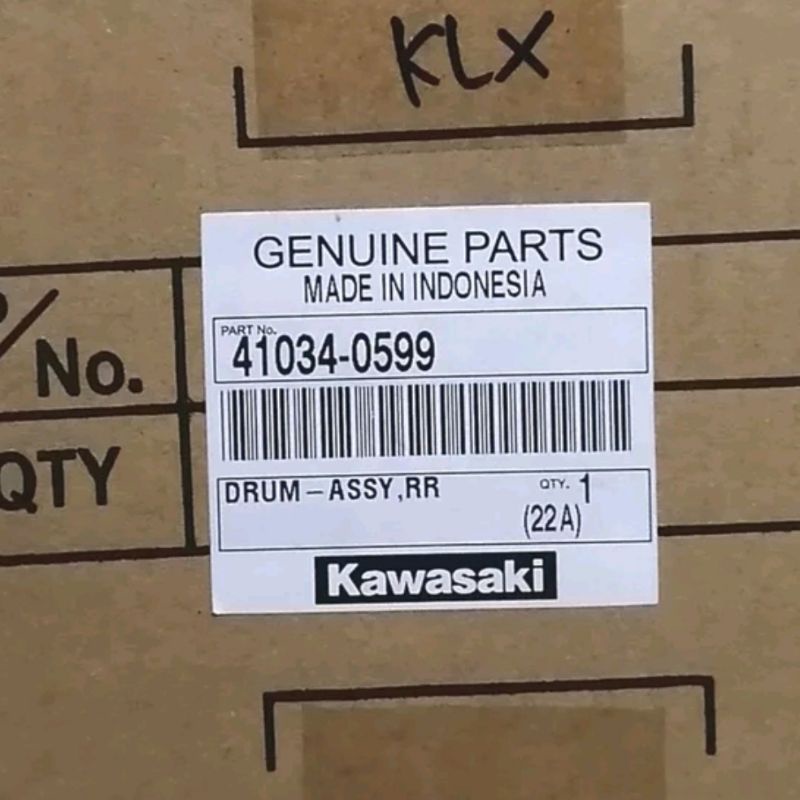 KLX
GENUINE PARTS
MADE IN INDONESIA
PART No.
41034-0599
No.
QTY
DRUM-ASSY,RR QTY. 1
(22A)
Kawasaki